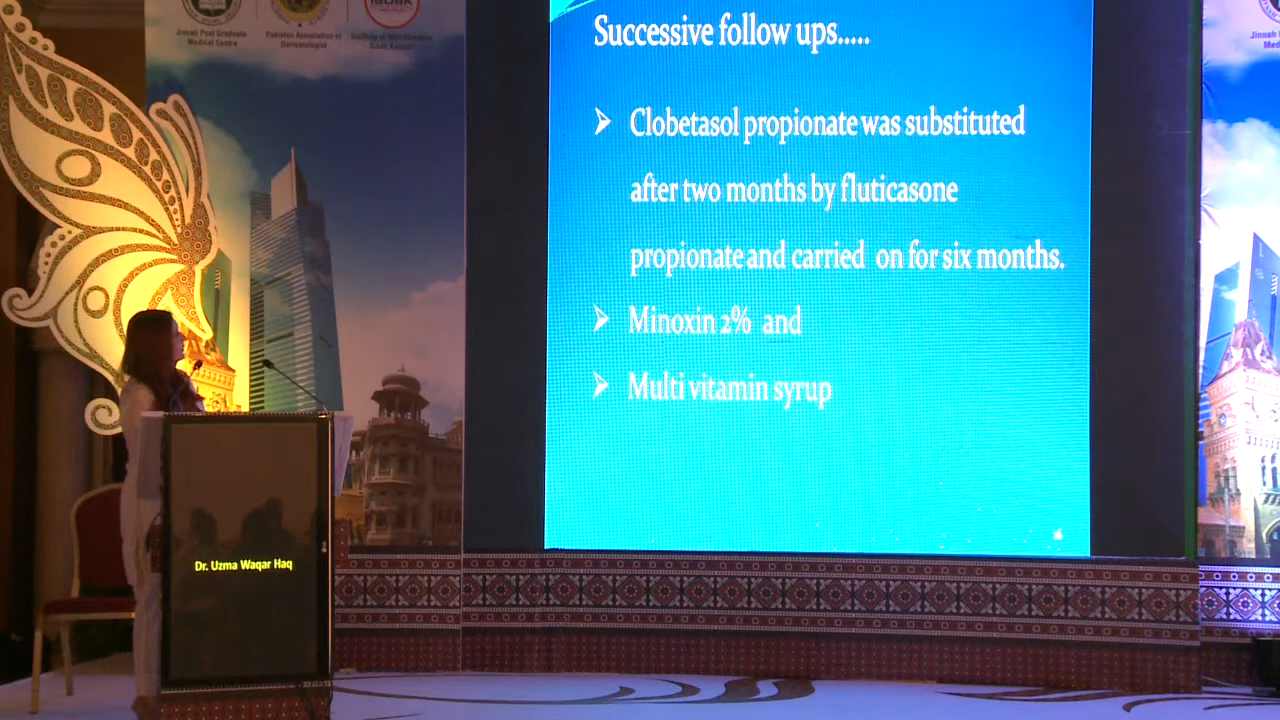 Jinnah Post Graduate
Medical Centre
Pakistan Association of
Dermatologist
Successive follow ups.....
➢ Clobetasol propionate was substituted
after two months by fluticasone
propionate and carried on for six months.
➢ Minoxin 2% and
➢ Multi vitamin syrup
Dr. Uzma Waqar Haq